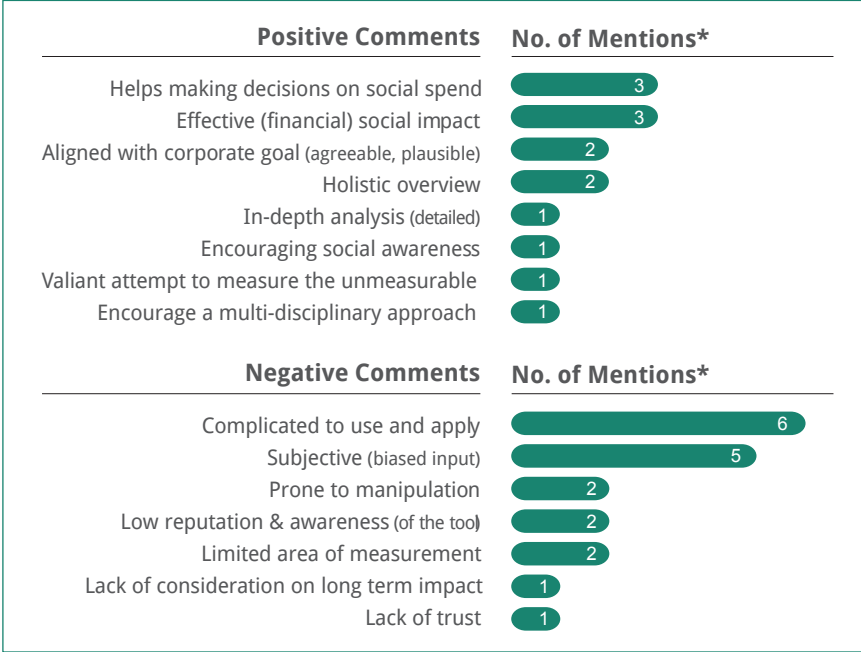 Positive Comments No. of Mentions*
Helps making decisions on social spend 3
Effective (financial) social impact 3
Aligned with corporate goal (agreeable, plausible) 2
Holistic overview 2
In-depth analysis (detailed) 1
Encouraging social awareness 1
Valiant attempt to measure the unmeasurable 1
Encourage a multi-disciplinary approach 1
Negative Comments No. of Mentions*
Complicated to use and apply 6
Subjective (biased input) 5
Prone to manipulation 2
Low reputation & awareness (of the tool) 2
Limited area of measurement 2
Lack of consideration on long term impact 1
Lack of trust 1